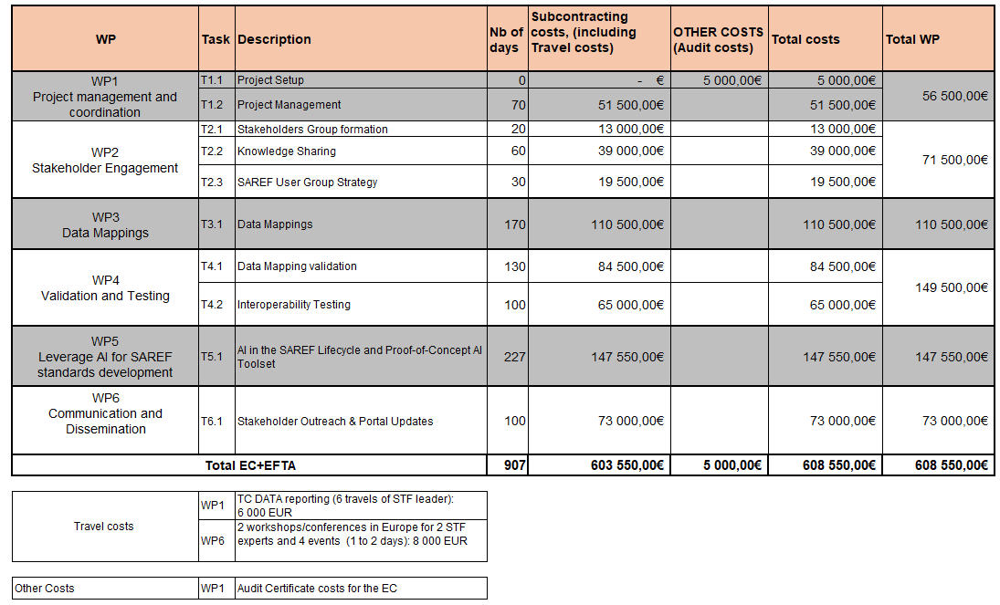 WP Task Description Nb of days Subcontracting costs, (including Travel costs) OTHER COSTS (Audit costs) Total costs Total WP
WP1
Project management and
coordination
T1.1 Project Setup 0 - € 5 000,00€ 5 000,00€
T1.2 Project Management 70 51 500,00€ 51 500,00€
56 500,00€
WP2
Stakeholder Engagement
T2.1 Stakeholders Group formation 20 13 000,00€ 13 000,00€
T2.2 Knowledge Sharing 60 39 000,00€ 39 000,00€
T2.3 SAREF User Group Strategy 30 19 500,00€ 19 500,00€
71 500,00€
WP3
Data Mappings
T3.1 Data Mappings 170 110 500,00€ 110 500,00€ 110 500,00€
WP4
Validation and Testing
T4.1 Data Mapping validation 130 84 500,00€ 84 500,00€
T4.2 Interoperability Testing 100 65 000,00€ 65 000,00€
149 500,00€
WP5
Leverage AI for SAREF
standards development
T5.1 AI in the SAREF Lifecycle and Proof-of-Concept AI
Toolset
227 147 550,00€ 147 550,00€ 147 550,00€
WP6
Communication and
Dissemination
T6.1 Stakeholder Outreach & Portal Updates 100 73 000,00€ 73 000,00€ 73 000,00€
Total EC+EFTA 907 603 550,00€ 5 000,00€ 608 550,00€ 608 550,00€
Travel costs
WP1 TC DATA reporting (6 travels of STF leader):
6 000 EUR
WP6 2 workshops/conferences in Europe for 2 STF
experts and 4 events (1 to 2 days): 8 000 EUR
Other Costs WP1 Audit Certificate costs for the EC